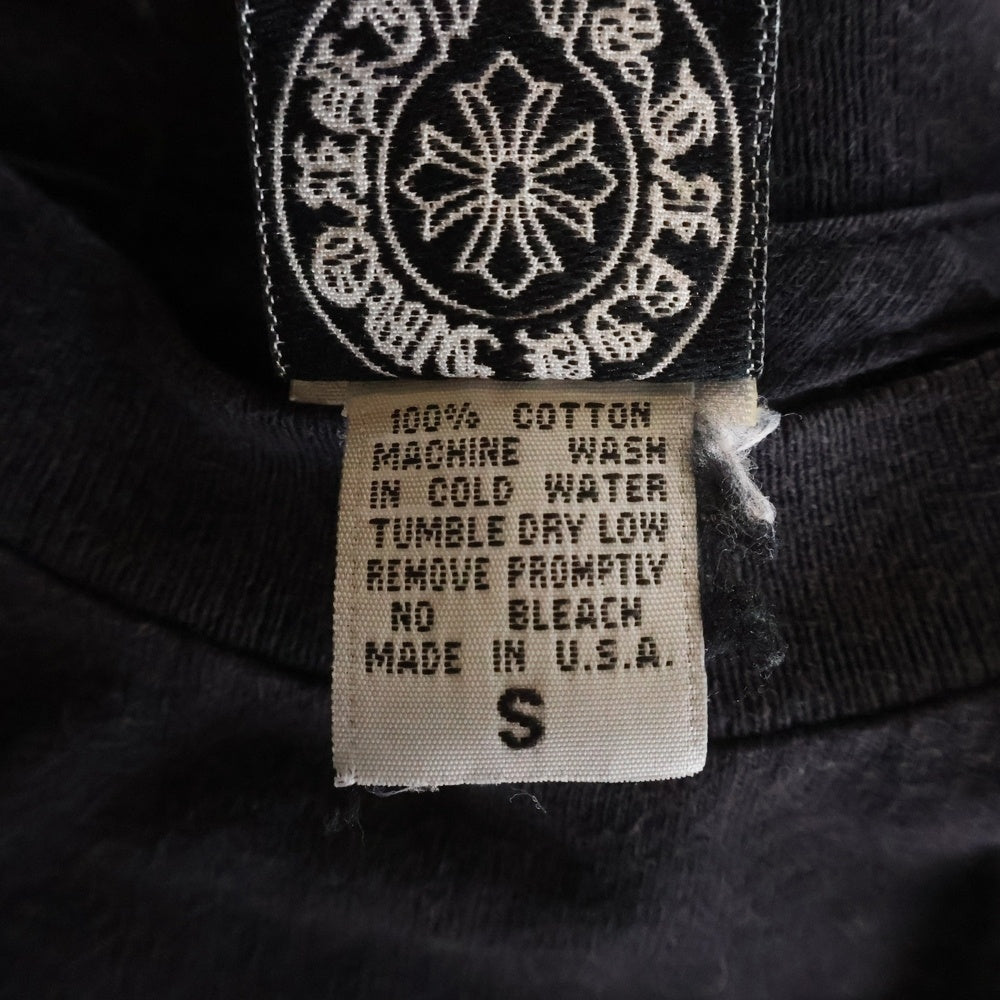 100% COTTON
MACHINE WASH
IN COLD WATER
TUMBLE DRY LOW
REMOVE PROMPTLY
NO BLEACH
MADE IN U.S.A.
S